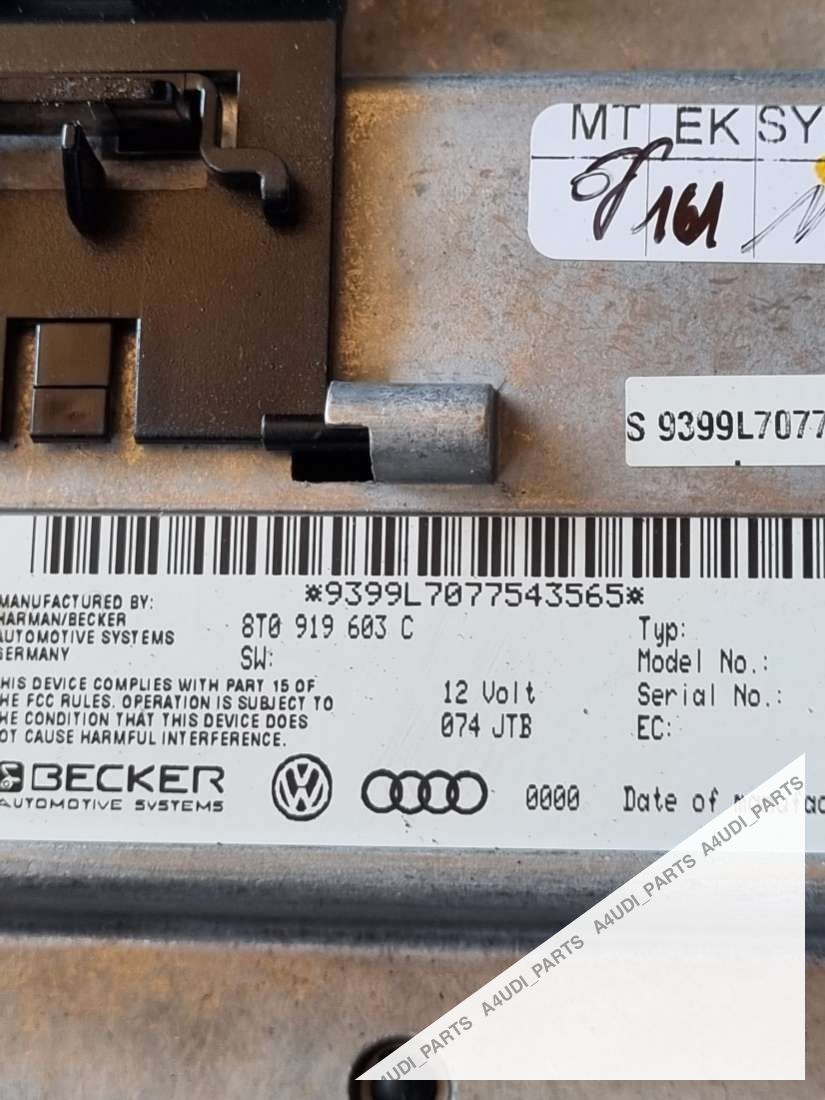 MT EK SY
161
S 9399L7077
*9399L7077543565*
MANUFACTURED BY:
HARMAN/BECKER
AUTOMOTIVE SYSTEMS
GERMANY
8T0 919 603 C
SW:
Typ:
Model No.:
Serial No.:
EC:
THIS DEVICE COMPLIES WITH PART 15 OF
THE FCC RULES. OPERATION IS SUBJECT TO
THE CONDITION THAT THIS DEVICE DOES
NOT CAUSE HARMFUL INTERFERENCE.
12 Volt
074 JTB
BECKER
AUTOMOTIVE SYSTEMS
0000
Date of manufac
A4UDI_PARTS A4UDI_PARTS A4UDI_PARTS A4UDI_PARTS